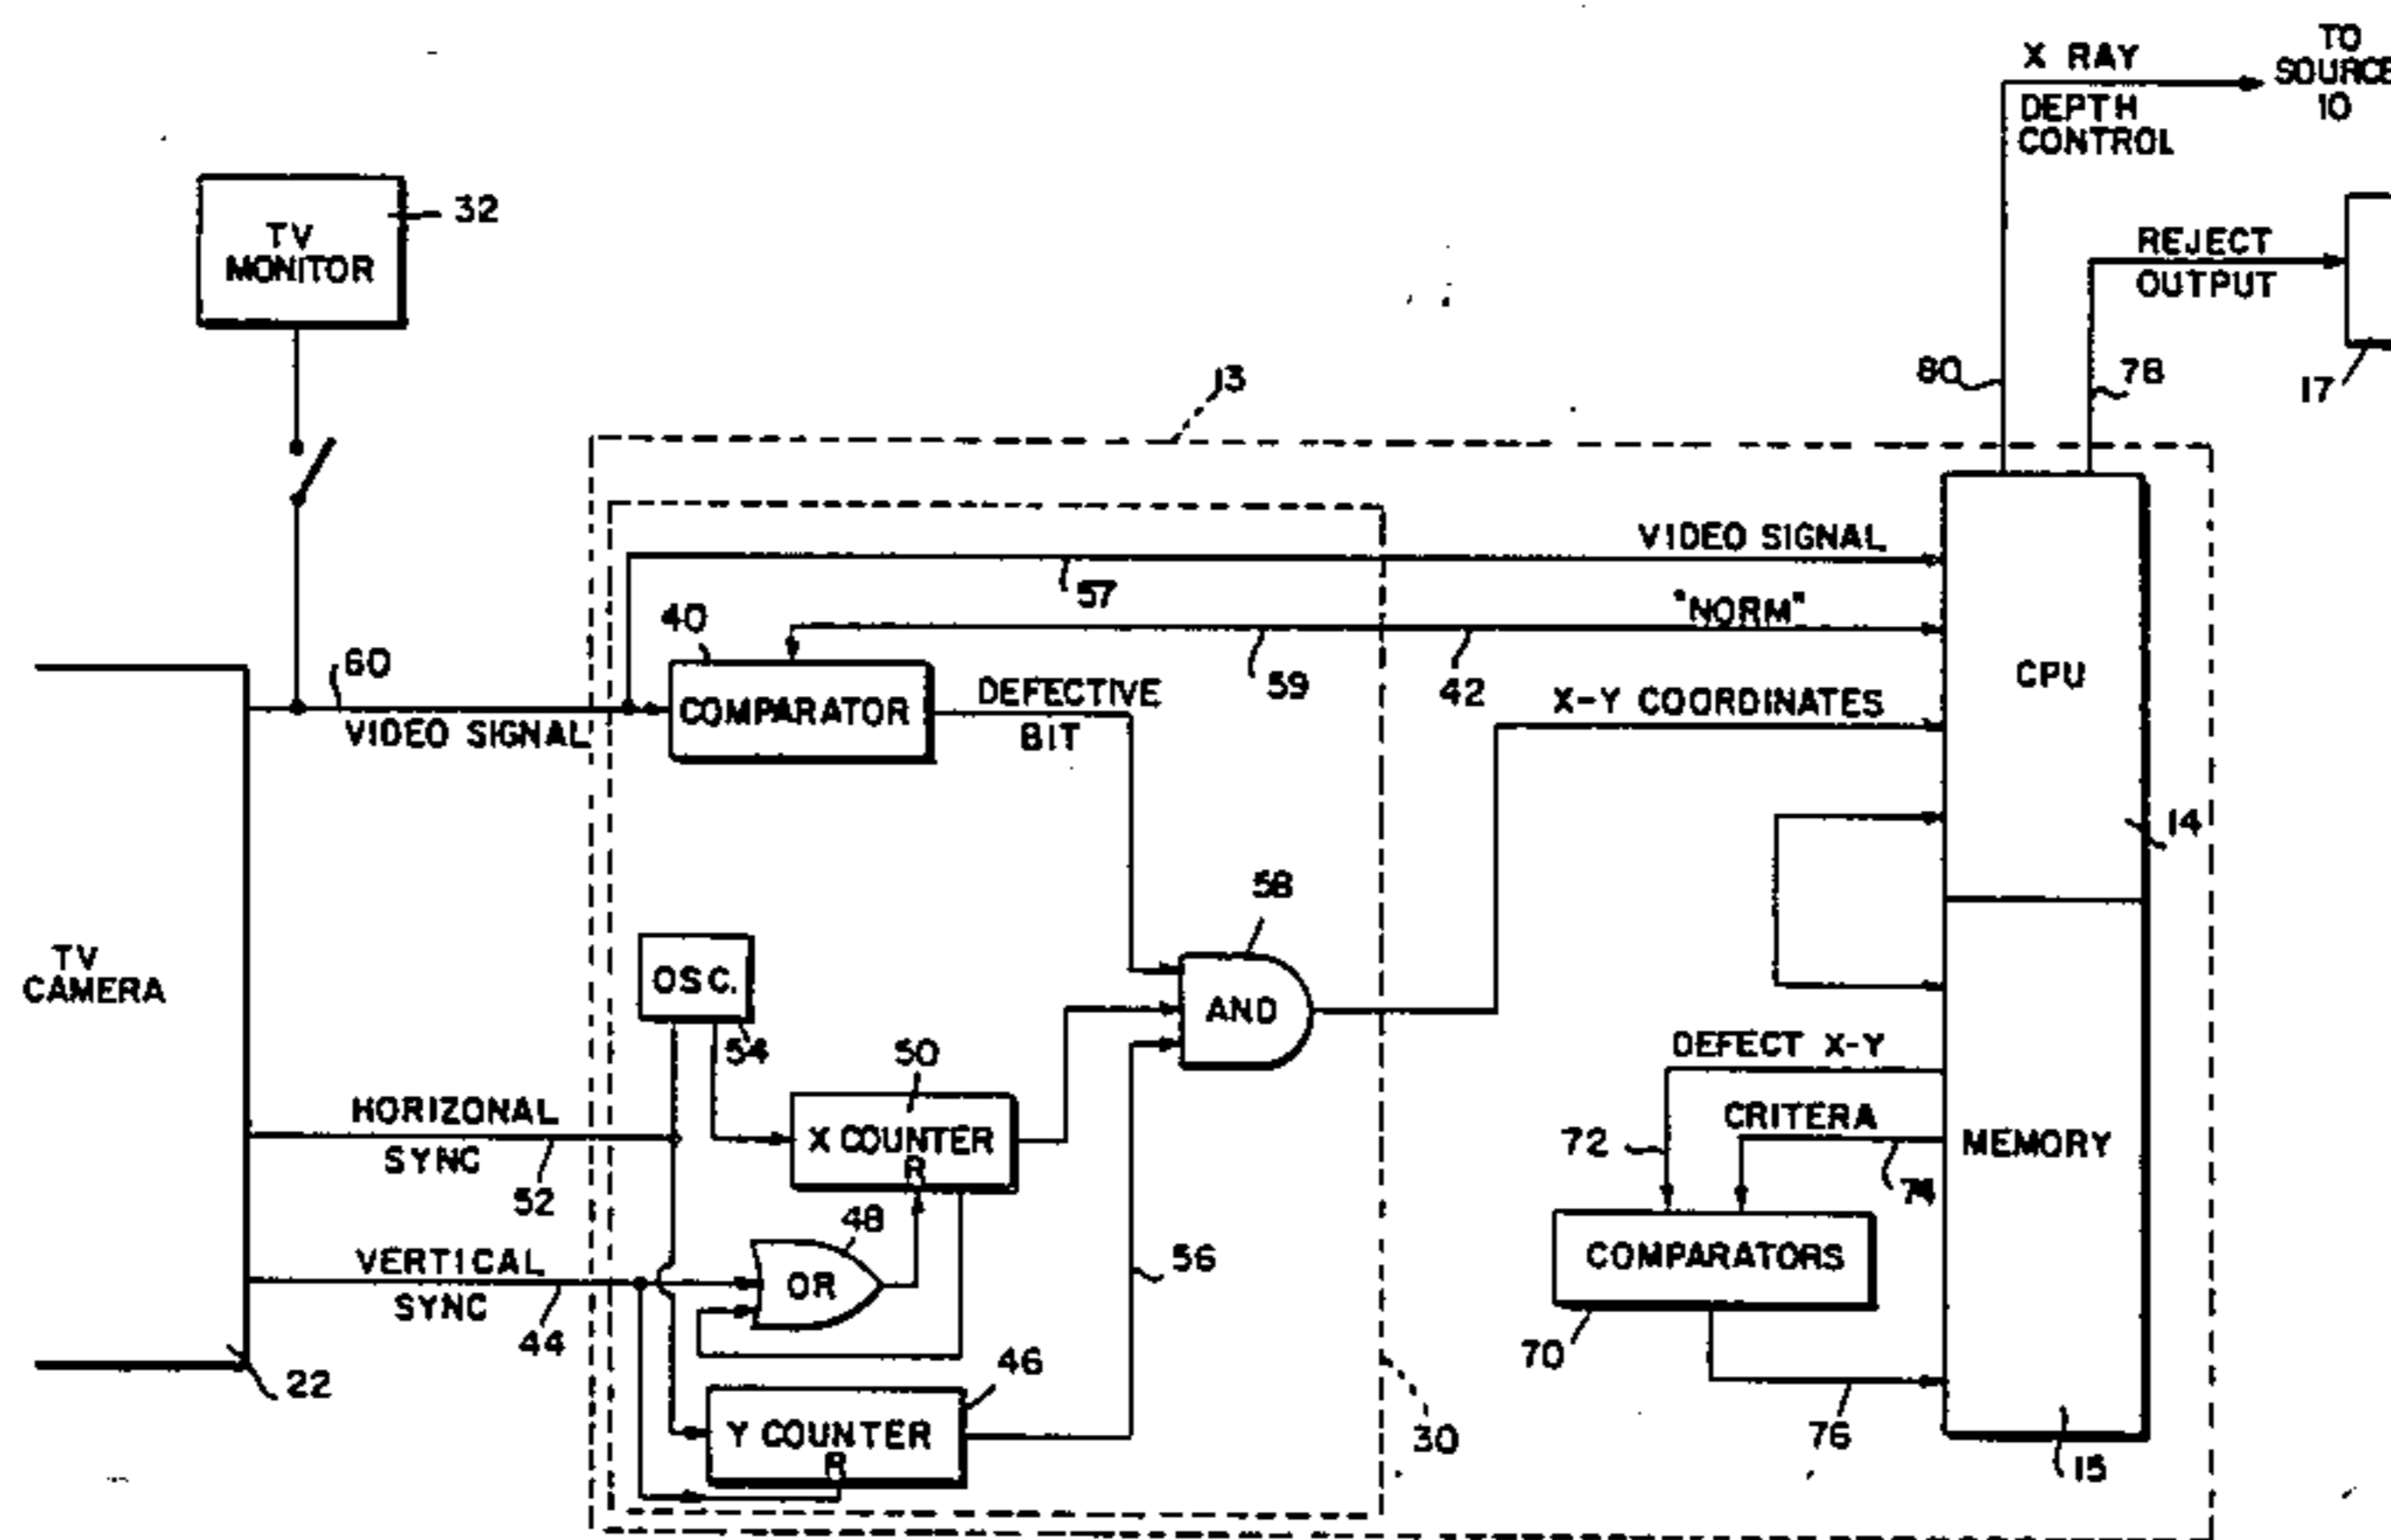 X RAY
DEPTH
CONTROL
TO
SOURCE
10
TV
MONITOR
32
REJECT
OUTPUT
80
78
17
13
VIDEO SIGNAL
57
"NORM"
40
59
42
CPU
60
VIDEO SIGNAL
COMPARATOR
DEFECTIVE
BIT
X-Y COORDINATES
14
58
TV
CAMERA
OSC.
54
AND
50
DEFECT X-Y
HORIZONAL
SYNC
52
X COUNTER
R
CRITERA
72
74
MEMORY
48
VERTICAL
SYNC
44
OR
56
COMPARATORS
70
22
46
Y COUNTER
R
30
76
15